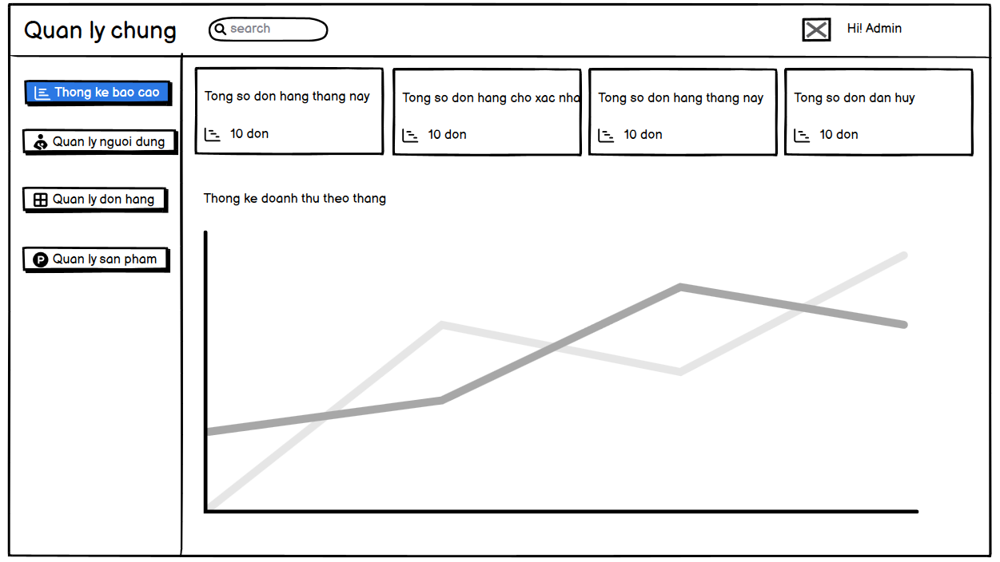 Quan ly chung
search
Hi! Admin
Thong ke bao cao
Quan ly nguoi dung
Quan ly don hang
P Quan ly san pham
Tong so don hang thang nay
10 don
Tong so don hang cho xac nha
10 don
Tong so don hang thang nay
10 don
Tong so don dan huy
10 don
Thong ke doanh thu theo thang